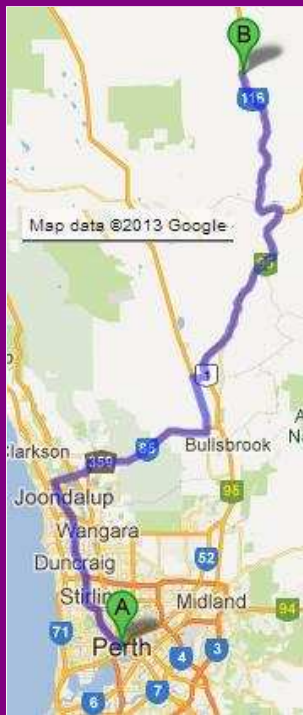 B
116
Map data ©2013 Google
95
1
Clarkson
85
Bullsbrook
359
Joondalup
95
Wangara
Duncraig
52
Stirling
A
Midland
94
71
Perth
4
3
6
7